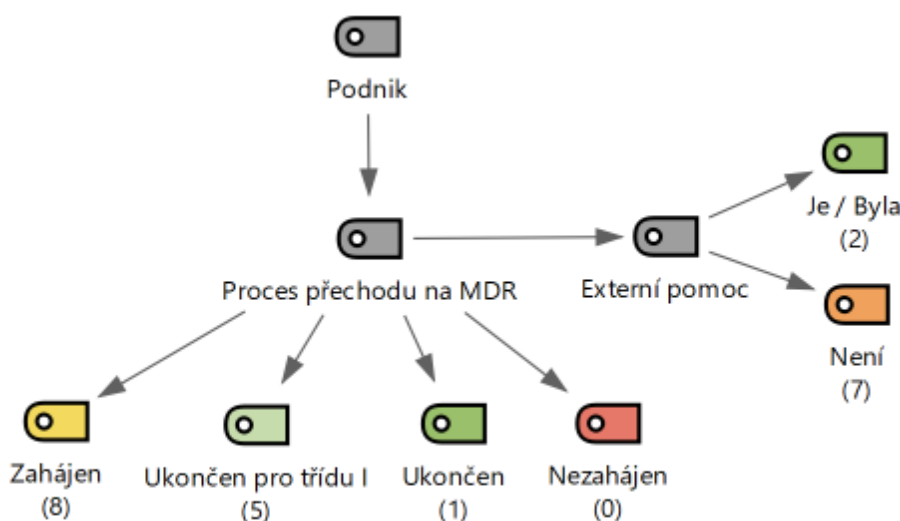 Podnik
Je / Byla
(2)
Proces přechodu na MDR
Externí pomoc
Není
(7)
Zahájen
(8)
Ukončen pro třídu I
(5)
Ukončen
(1)
Nezahájen
(0)